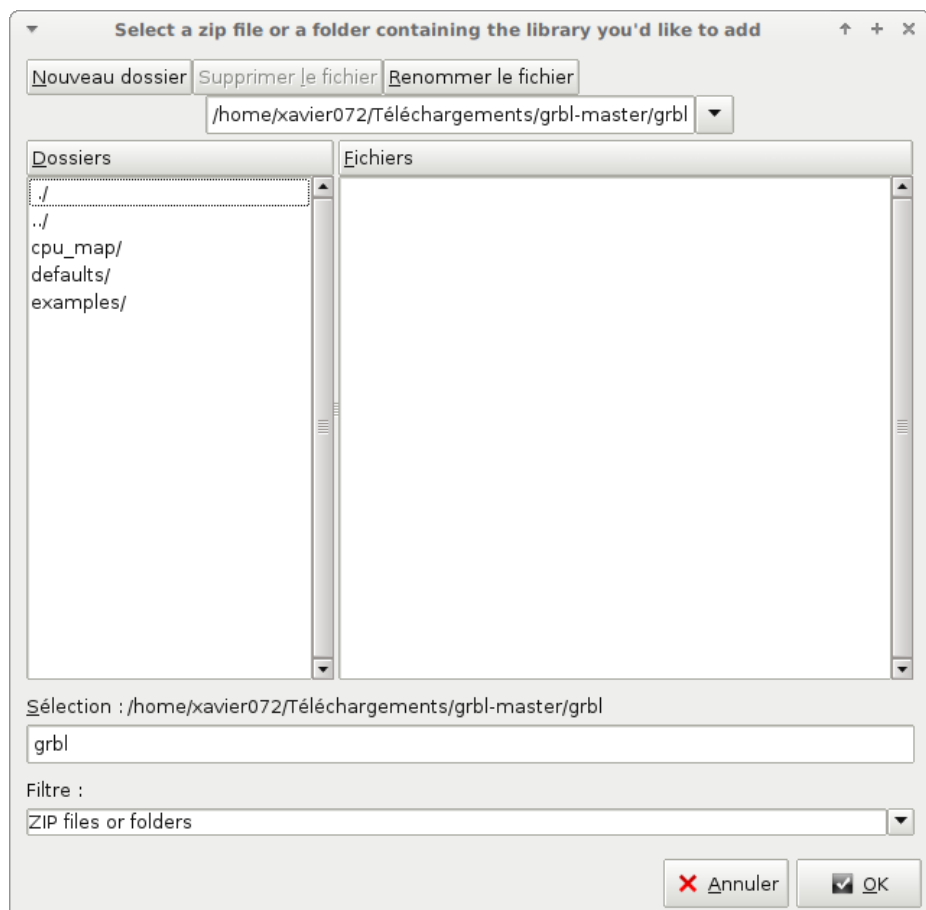 Select a zip file or a folder containing the library you'd like to add
Nouveau dossier Supprimer le fichier Renommer le fichier
/home/xavier072/Téléchargements/grbl-master/grbl
Dossiers Fichiers
./
../
cpu_map/
defaults/
examples/
Sélection : /home/xavier072/Téléchargements/grbl-master/grbl
grbl
Filtre :
ZIP files or folders
Annuler OK